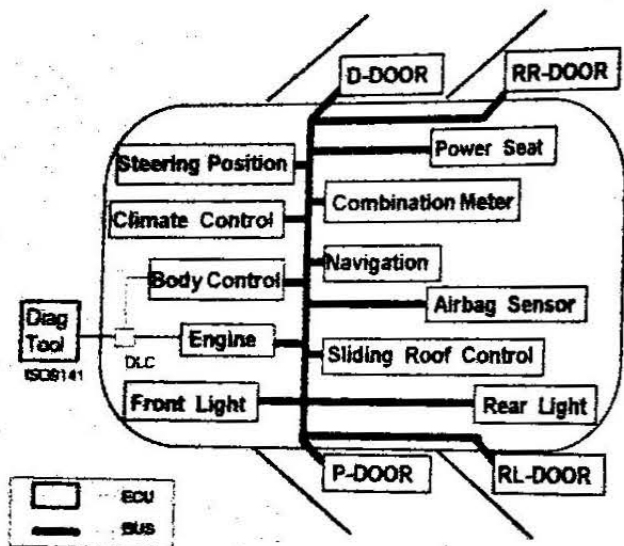 D-DOOR
RR-DOOR
Steering Position
Power Seat
Climate Control
Combination Meter
Body Control
Navigation
Airbag Sensor
Diag
Tool
ISO9141
DLC
Engine
Sliding Roof Control
Front Light
Rear Light
P-DOOR
RL-DOOR
ECU
BUS